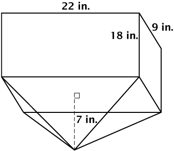 22 in.
9 in.
18 in.
7 in.